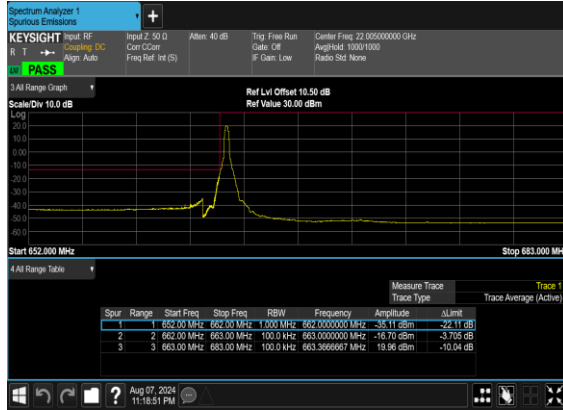 Spectrum Analyzer 1
Spurious Emissions
+
KEYSIGHT Input: RF Input Z: 50 Ω Atten: 40 dB Trig: Free Run Center Freq: 22.005000000 GHz
R T Coupling: DC Corr CCorr Gate: Off Avg|Hold: 1000/1000
Align: Auto Freq Ref: Int (S) IF Gain: Low Radio Std: None
LXI PASS
3 All Range Graph
Ref Lvl Offset 10.50 dB
Scale/Div 10.0 dB Ref Value 30.00 dBm
Log
20.0
10.0
0.00
-10.0
-20.0
-30.0
-40.0
-50.0
-60.0
Start 652.000 MHz Stop 683.000 MHz
4 All Range Table
Measure Trace Trace 1
Trace Type Trace Average (Active)
Spur Range Start Freq Stop Freq RBW Frequency Amplitude ΔLimit
1 1 652.00 MHz 662.00 MHz 1.000 MHz 662.0000000 MHz -35.11 dBm -22.11 dB
2 2 662.00 MHz 663.00 MHz 100.0 kHz 663.0000000 MHz -16.70 dBm -3.705 dB
3 3 663.00 MHz 683.00 MHz 100.0 kHz 663.3666667 MHz 19.96 dBm -10.04 dB
? Aug 07, 2024
11:18:51 PM